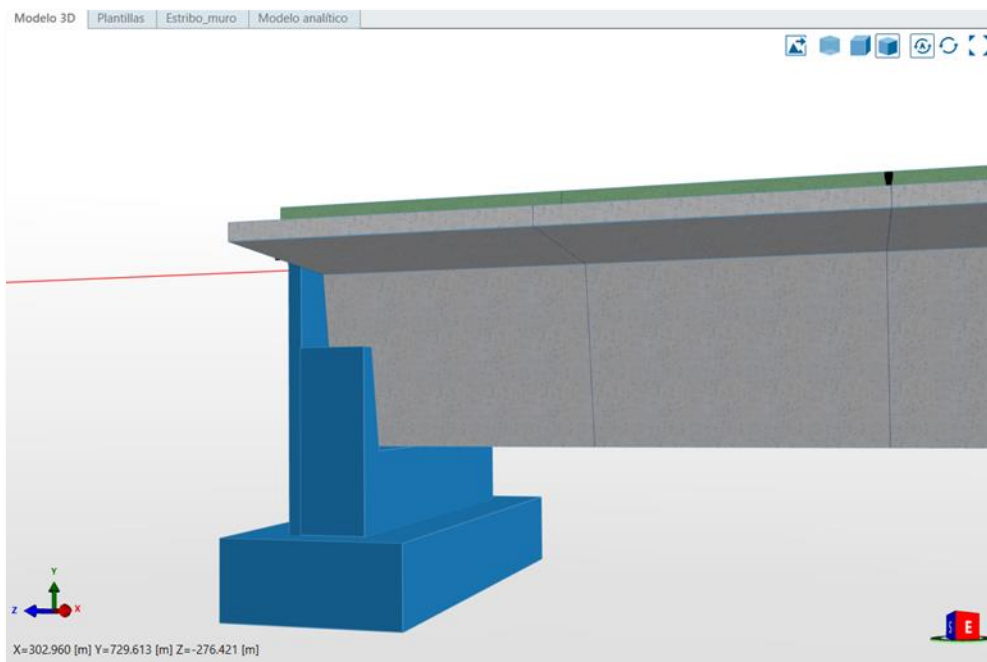 Modelo 3D Plantillas Estribo_muro Modelo analítico
A
Y
Z X
S E
X=302.960 [m] Y=729.613 [m] Z=-276.421 [m]